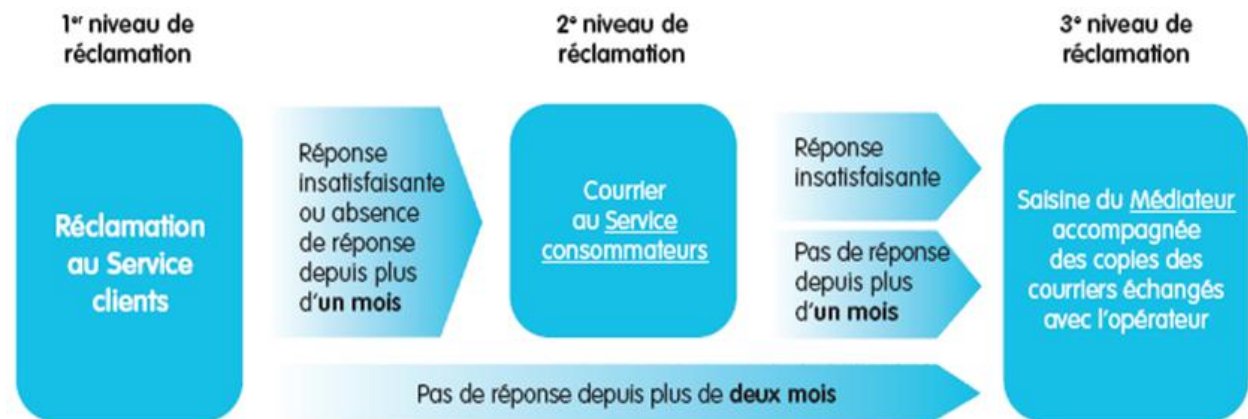 1er niveau de
réclamation
2e niveau de
réclamation
3e niveau de
réclamation
Réclamation
au Service
clients
Réponse
insatisfaisante
ou absence
de réponse
depuis plus
d'un mois
Courrier
au Service
consommateurs
Réponse
insatisfaisante
Pas de réponse
depuis plus
d'un mois
Saisine du Médiateur
accompagnée
des copies des
courriers échangés
avec l'opérateur
Pas de réponse depuis plus de deux mois